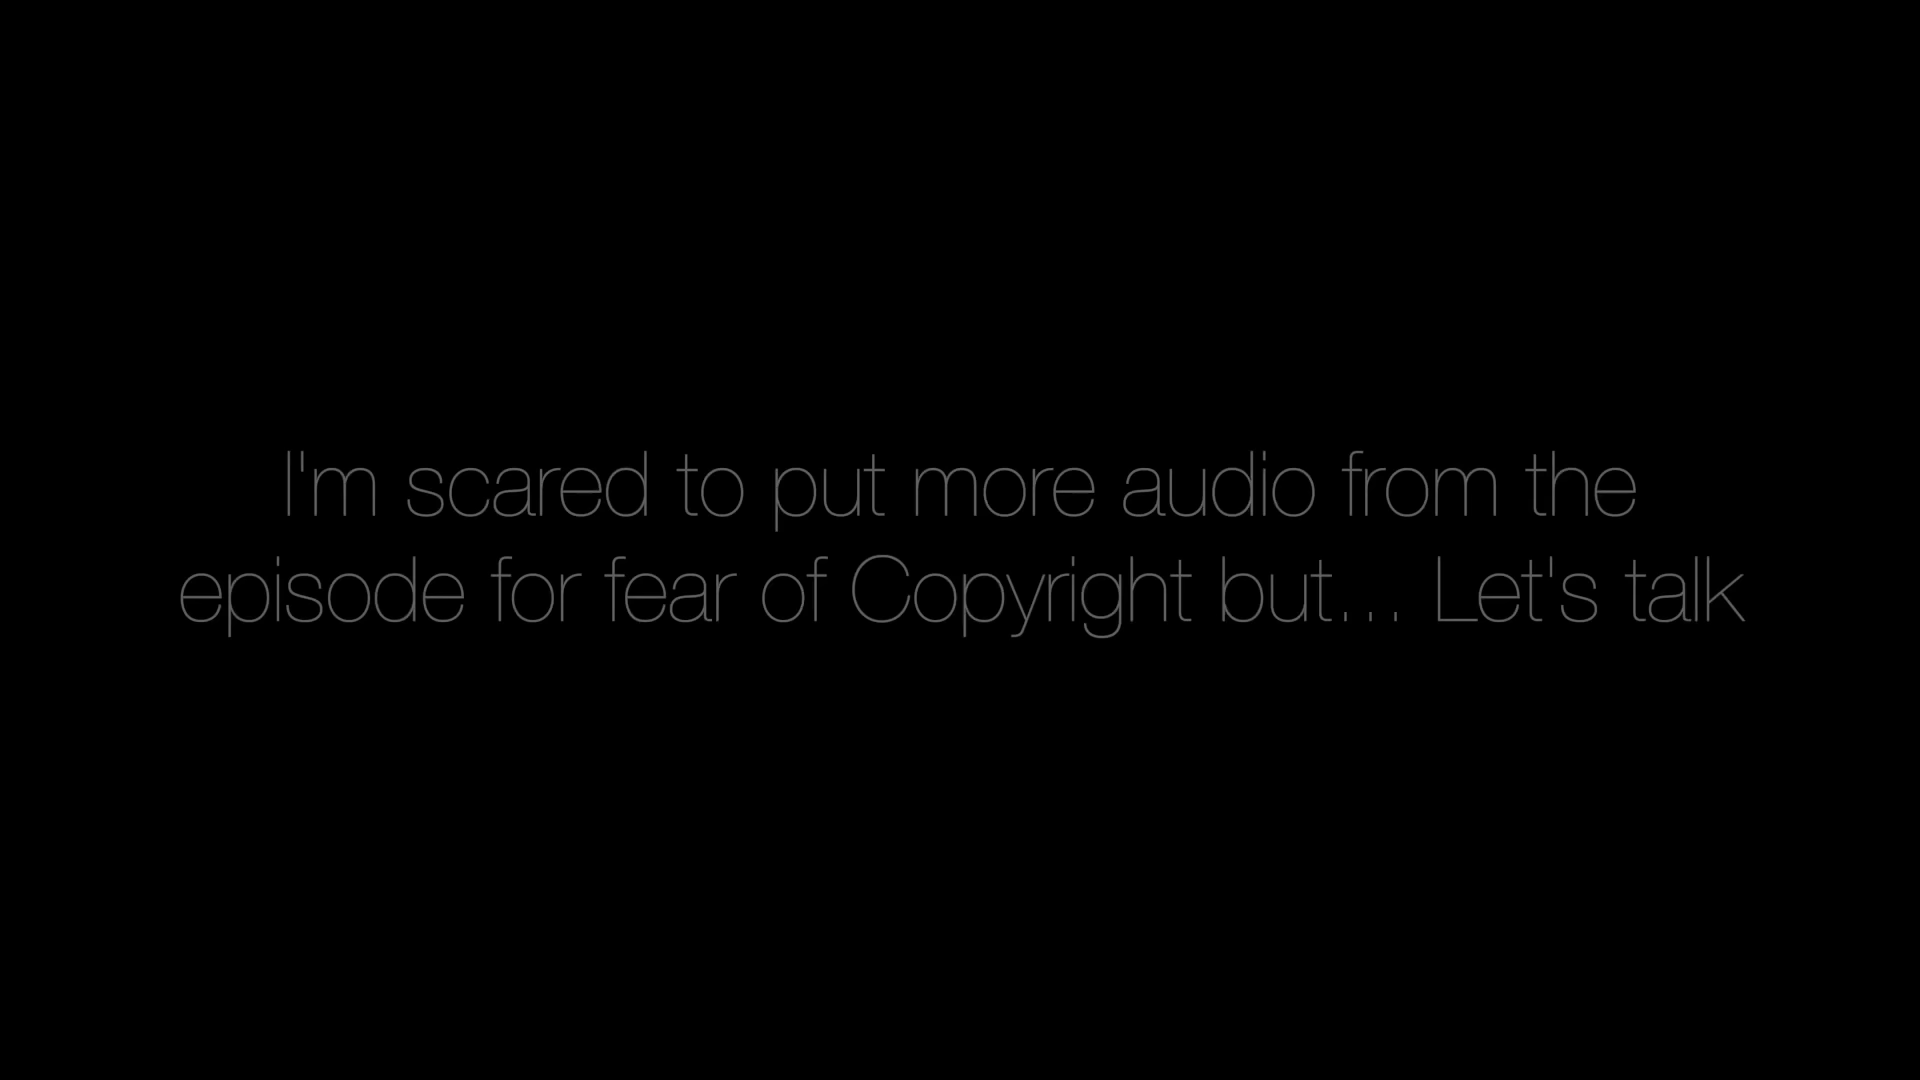 I'm scared to put more audio from the
episode for fear of Copyright but... Let's talk